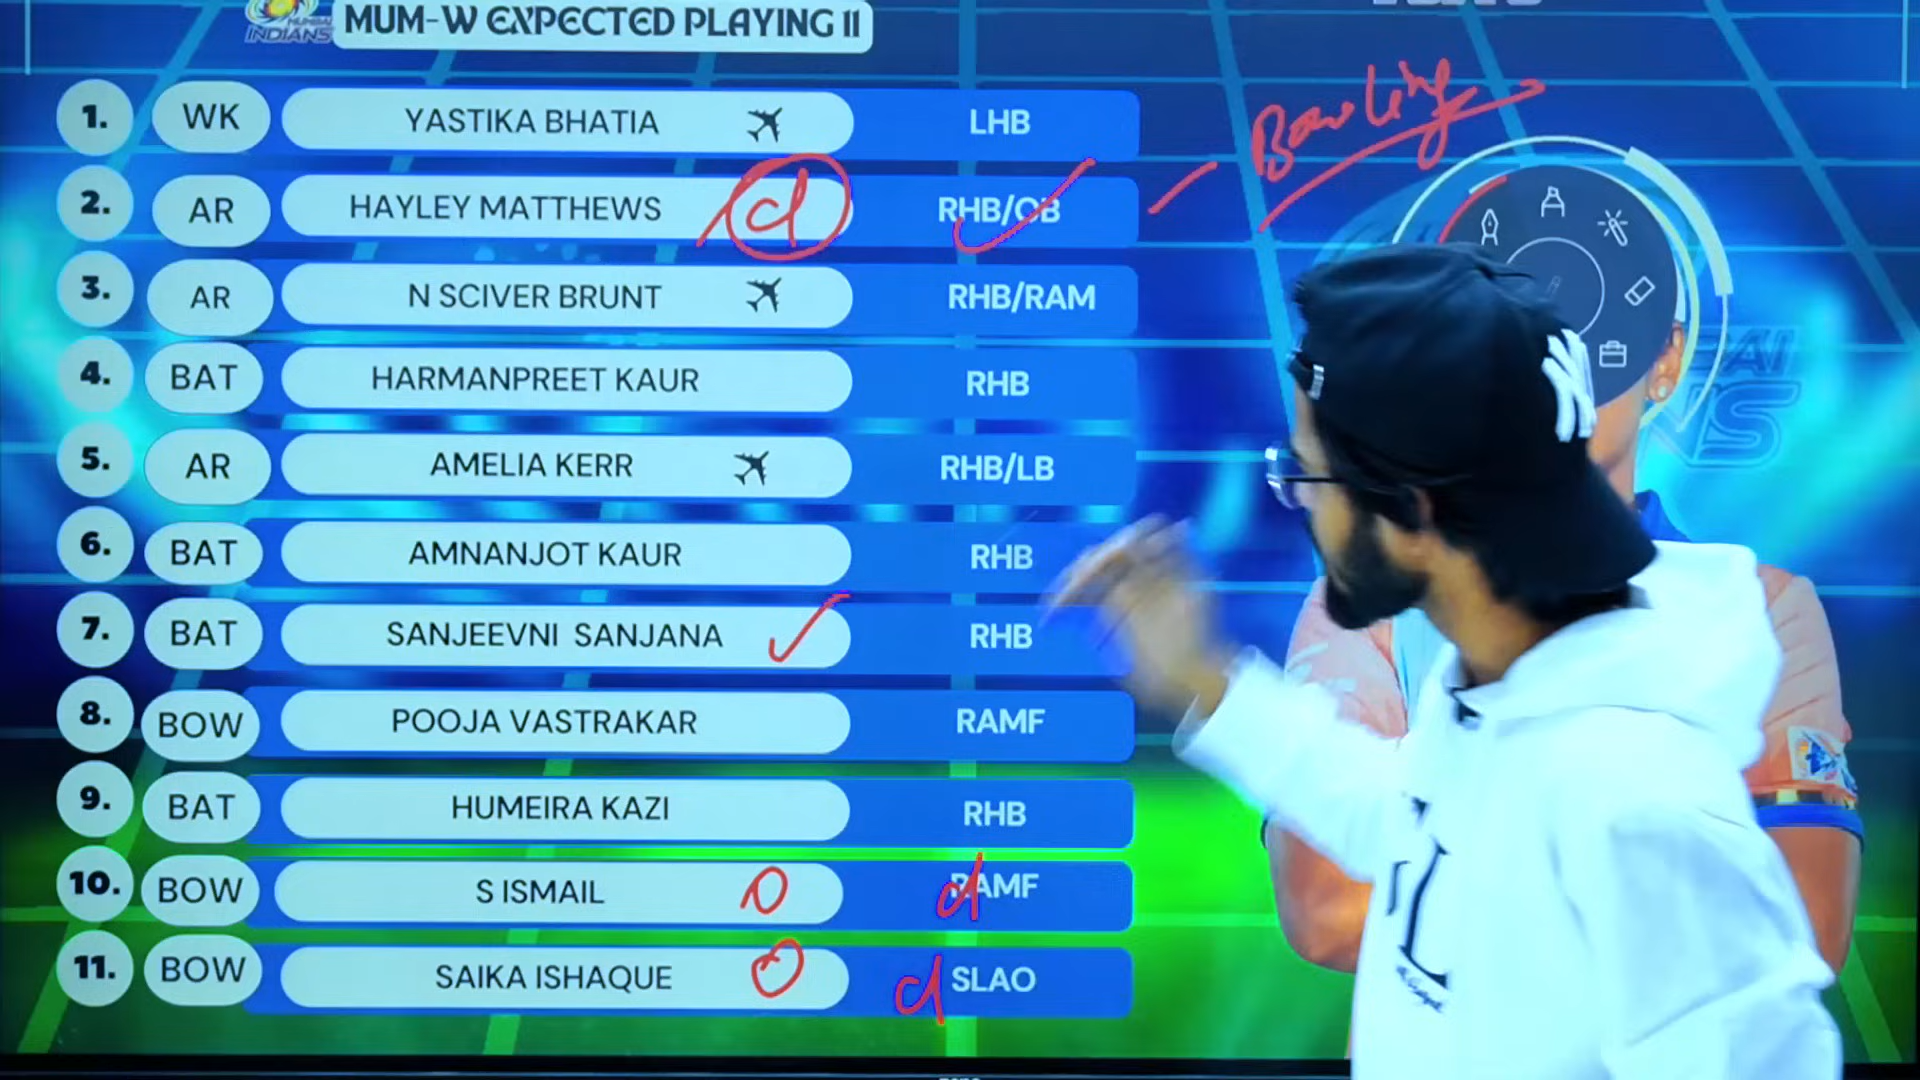 MUMBAI
INDIANS
MUM-W EXPECTED PLAYING 11
Bowling
1. WK YASTIKA BHATIA LHB
2. AR HAYLEY MATTHEWS d RHB/OB
3. AR N SCIVER BRUNT RHB/RAM
4. BAT HARMANPREET KAUR RHB
5. AR AMELIA KERR RHB/LB
6. BAT AMNANJOT KAUR RHB
7. BAT SANJEEVNI SANJANA RHB
8. BOW POOJA VASTRAKAR RAMF
9. BAT HUMEIRA KAZI RHB
10. BOW S ISMAIL d RAMF
11. BOW SAIKA ISHAQUE d SLAO